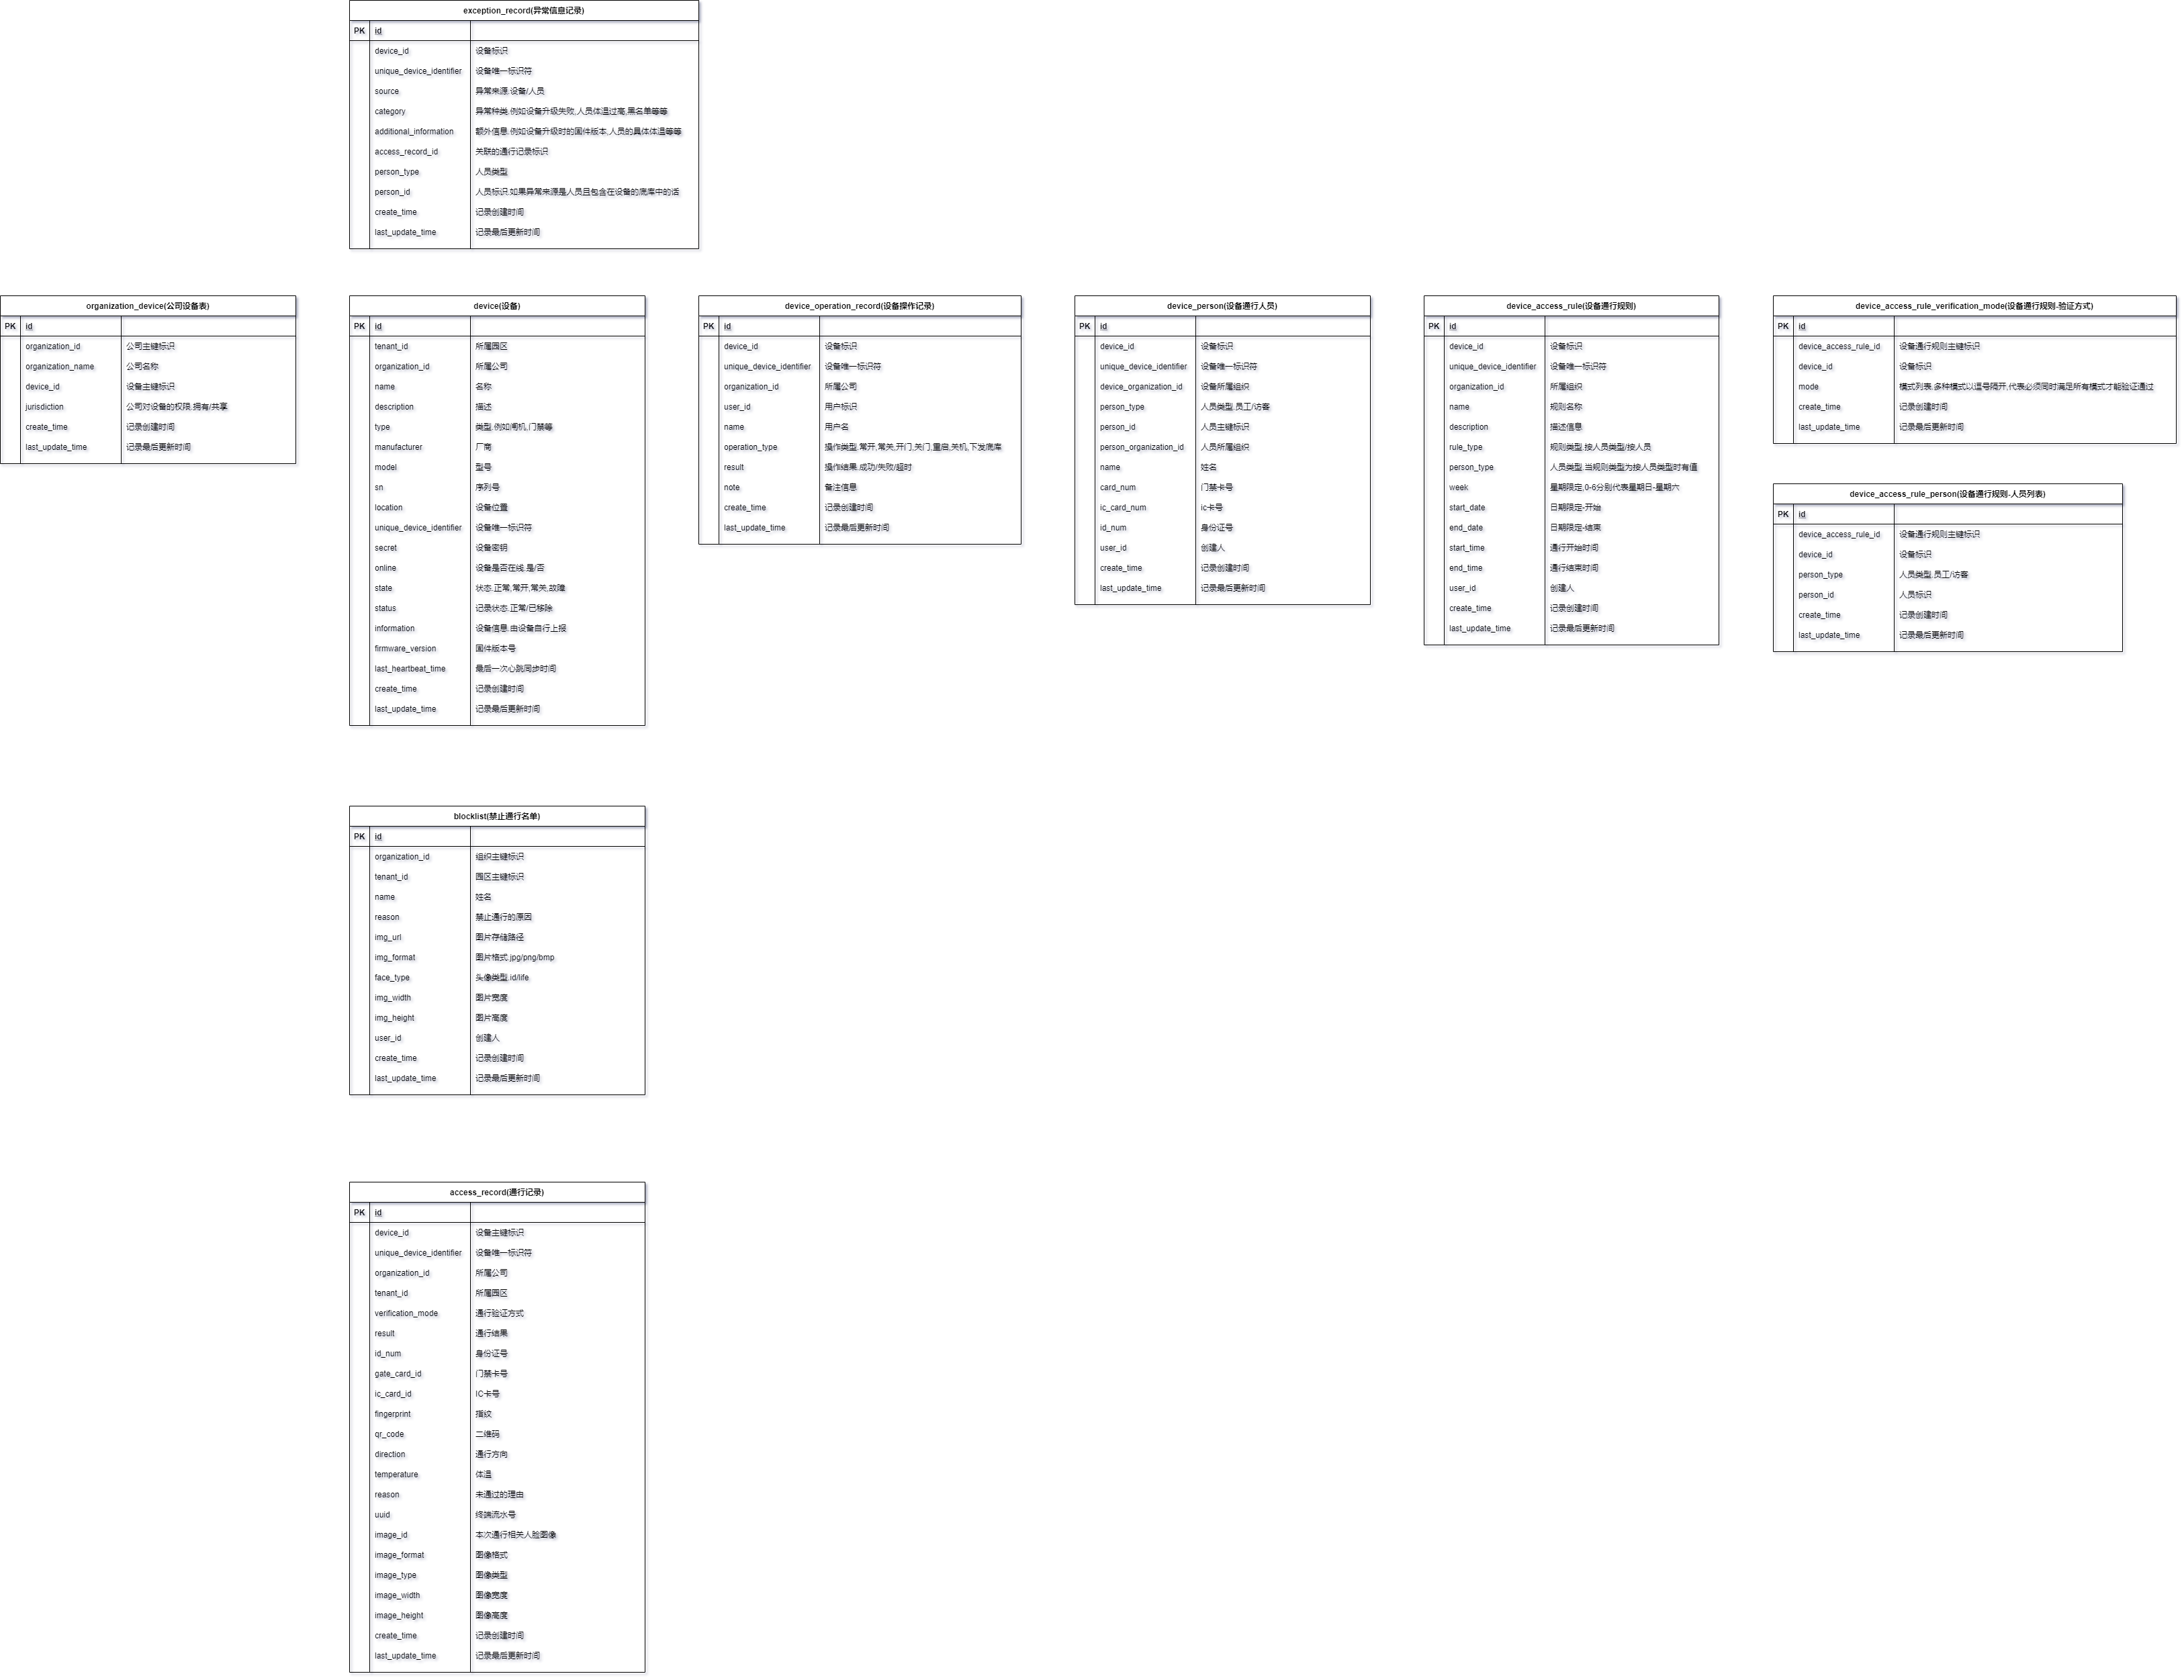 exception_record(异常信息记录)
PK id
device_id 设备标识
unique_device_identifier 设备唯一标识符
source 异常来源.设备/人员
category 异常种类.例如设备升级失败,人员体温过高,黑名单等等
additional_information 额外信息.例如设备升级时的固件版本,人员的具体体温等等
access_record_id 关联的通行记录标识
person_type 人员类型
person_id 人员标识.如果异常来源是人员且包含在设备的底库中的话
create_time 记录创建时间
last_update_time 记录最后更新时间
organization_device(公司设备表)
PK id
organization_id 公司主键标识
organization_name 公司名称
device_id 设备主键标识
jurisdiction 公司对设备的权限.拥有/共享
create_time 记录创建时间
last_update_time 记录最后更新时间
device(设备)
PK id
tenant_id 所属园区
organization_id 所属公司
name 名称
description 描述
type 类型.例如闸机,门禁等
manufacturer 厂商
model 型号
sn 序列号
location 设备位置
unique_device_identifier 设备唯一标识符
secret 设备密钥
online 设备是否在线.是/否
state 状态.正常,常开,常关,故障
status 记录状态.正常/已移除
information 设备信息.由设备自行上报
firmware_version 固件版本号
last_heartbeat_time 最后一次心跳同步时间
create_time 记录创建时间
last_update_time 记录最后更新时间
device_operation_record(设备操作记录)
PK id
device_id 设备标识
unique_device_identifier 设备唯一标识符
organization_id 所属公司
user_id 用户标识
name 用户名
operation_type 操作类型.常开,常关,开门,关门,重启,关机,下发底库
result 操作结果.成功/失败/超时
note 备注信息
create_time 记录创建时间
last_update_time 记录最后更新时间
device_person(设备通行人员)
PK id
device_id 设备标识
unique_device_identifier 设备唯一标识符
device_organization_id 设备所属组织
person_type 人员类型.员工/访客
person_id 人员主键标识
person_organization_id 人员所属组织
name 姓名
card_num 门禁卡号
ic_card_num ic卡号
id_num 身份证号
user_id 创建人
create_time 记录创建时间
last_update_time 记录最后更新时间
device_access_rule(设备通行规则)
PK id
device_id 设备标识
unique_device_identifier 设备唯一标识符
organization_id 所属组织
name 规则名称
description 描述信息
rule_type 规则类型.按人员类型/按人员
person_type 人员类型.当规则类型为按人员类型时有值
week 星期限定,0-6分别代表星期日-星期六
start_date 日期限定-开始
end_date 日期限定-结束
start_time 通行开始时间
end_time 通行结束时间
user_id 创建人
create_time 记录创建时间
last_update_time 记录最后更新时间
device_access_rule_verification_mode(设备通行规则-验证方式)
PK id
device_access_rule_id 设备通行规则主键标识
device_id 设备标识
mode 模式列表.多种模式以逗号隔开,代表必须同时满足所有模式才能验证通过
create_time 记录创建时间
last_update_time 记录最后更新时间
device_access_rule_person(设备通行规则-人员列表)
PK id
device_access_rule_id 设备通行规则主键标识
device_id 设备标识
person_type 人员类型.员工/访客
person_id 人员标识
create_time 记录创建时间
last_update_time 记录最后更新时间
blocklist(禁止通行名单)
PK id
organization_id 组织主键标识
tenant_id 园区主键标识
name 姓名
reason 禁止通行的原因
img_url 图片存储路径
img_format 图片格式.jpg/png/bmp
face_type 头像类型.id/life
img_width 图片宽度
img_height 图片高度
user_id 创建人
create_time 记录创建时间
last_update_time 记录最后更新时间
access_record(通行记录)
PK id
device_id 设备主键标识
unique_device_identifier 设备唯一标识符
organization_id 所属公司
tenant_id 所属园区
verification_mode 通行验证方式
result 通行结果
id_num 身份证号
gate_card_id 门禁卡号
ic_card_id IC卡号
fingerprint 指纹
qr_code 二维码
direction 通行方向
temperature 体温
reason 未通过的理由
uuid 终端流水号
image_id 本次通行相关人脸图像
image_format 图像格式
image_type 图像类型
image_width 图像宽度
image_height 图像高度
create_time 记录创建时间
last_update_time 记录最后更新时间